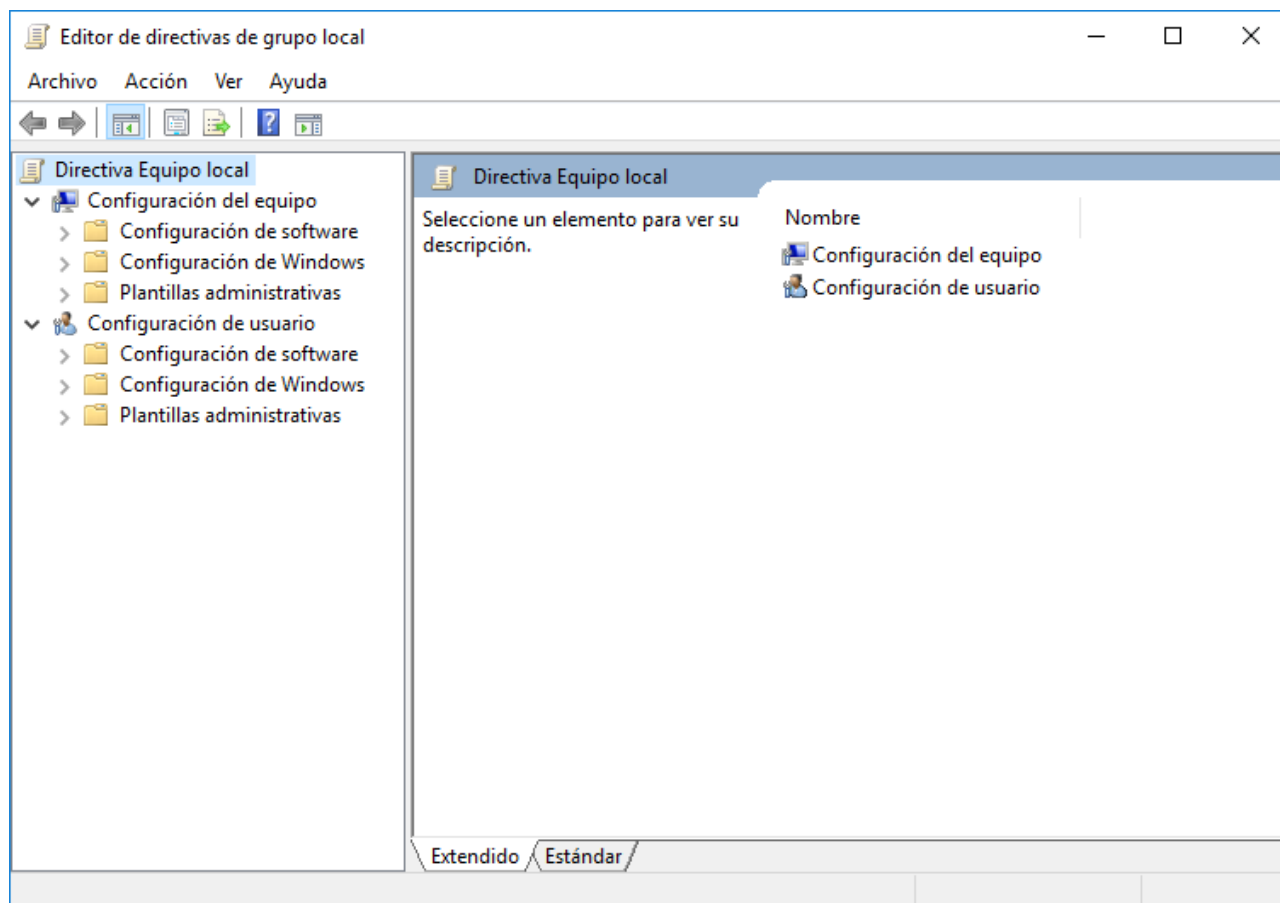 Editor de directivas de grupo local
Archivo Acción Ver Ayuda
Directiva Equipo local
Configuración del equipo
Configuración de software
Configuración de Windows
Plantillas administrativas
Configuración de usuario
Configuración de software
Configuración de Windows
Plantillas administrativas
Directiva Equipo local
Seleccione un elemento para ver su
descripción.
Nombre
Configuración del equipo
Configuración de usuario
Extendido Estándar